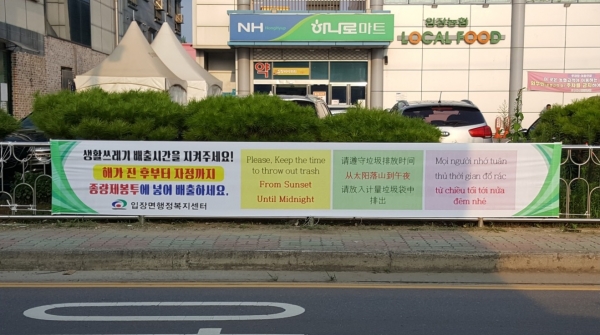 NH 하나로마트
입장농협
LOCAL FOOD
약
생활쓰레기 배출시간을 지켜주세요!
해가 진 후부터 자정까지
종량제봉투에 넣어 배출하세요.
입장면행정복지센터
Please, Keep the time
to throw out trash
From Sunset
Until Midnight
请遵守垃圾排放时间
从太阳落山到午夜
请放入计量垃圾袋中
排出
Mọi người nhớ tuân
thủ thời gian đổ rác
từ chiều tối tới nửa
đêm nhé